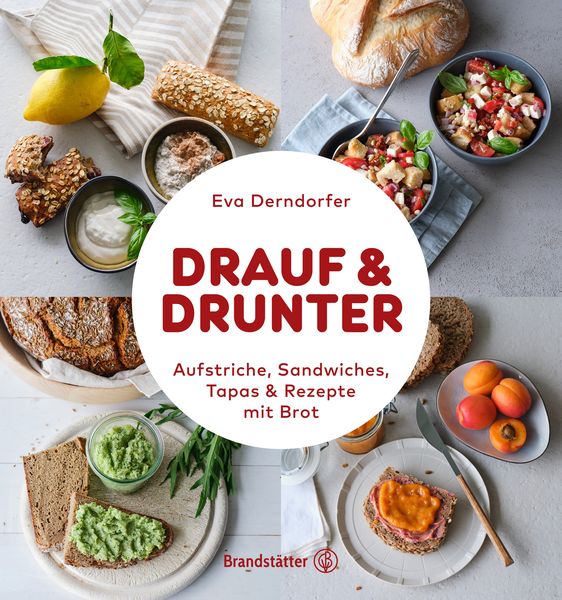 Eva Derndorfer
DRAUF &
DRUNTER
Aufstriche, Sandwiches,
Tapas & Rezepte
mit Brot
Brandstätter